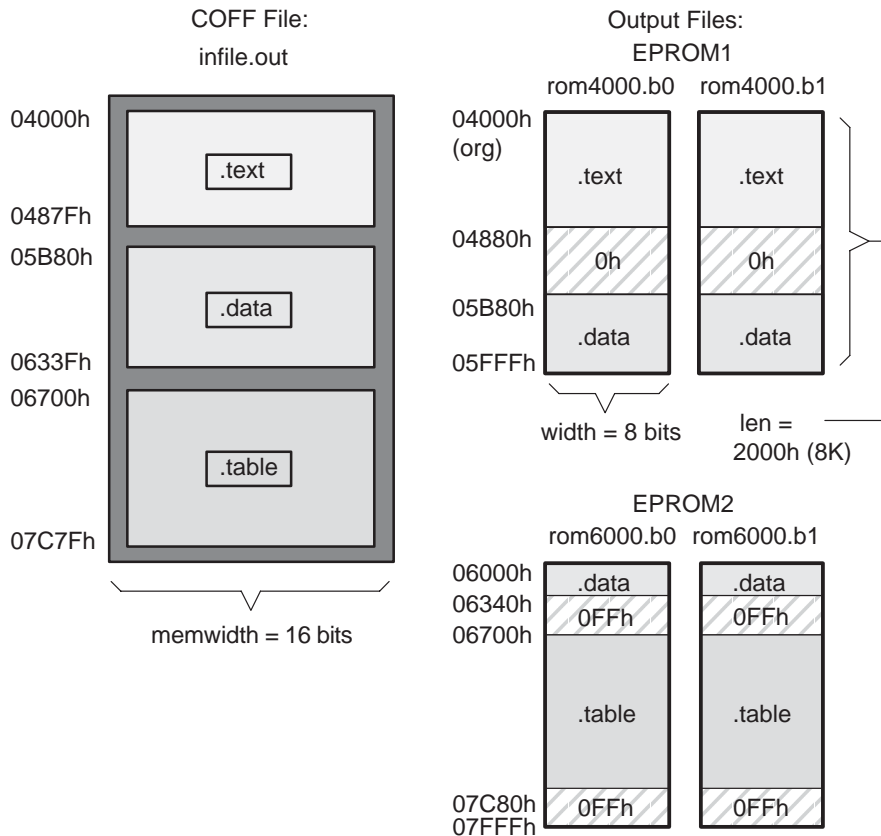 COFF File:
infile.out
04000h
.text
0487Fh
05B80h
.data
0633Fh
06700h
.table
07C7Fh
memwidth = 16 bits
Output Files:
EPROM1
rom4000.b0 rom4000.b1
04000h
(org)
.text .text
04880h
0h 0h
05B80h
.data .data
05FFFh
width = 8 bits
len =
2000h (8K)
EPROM2
rom6000.b0 rom6000.b1
06000h
.data .data
06340h
0FFh 0FFh
06700h
.table .table
07C80h
0FFh 0FFh
07FFFh